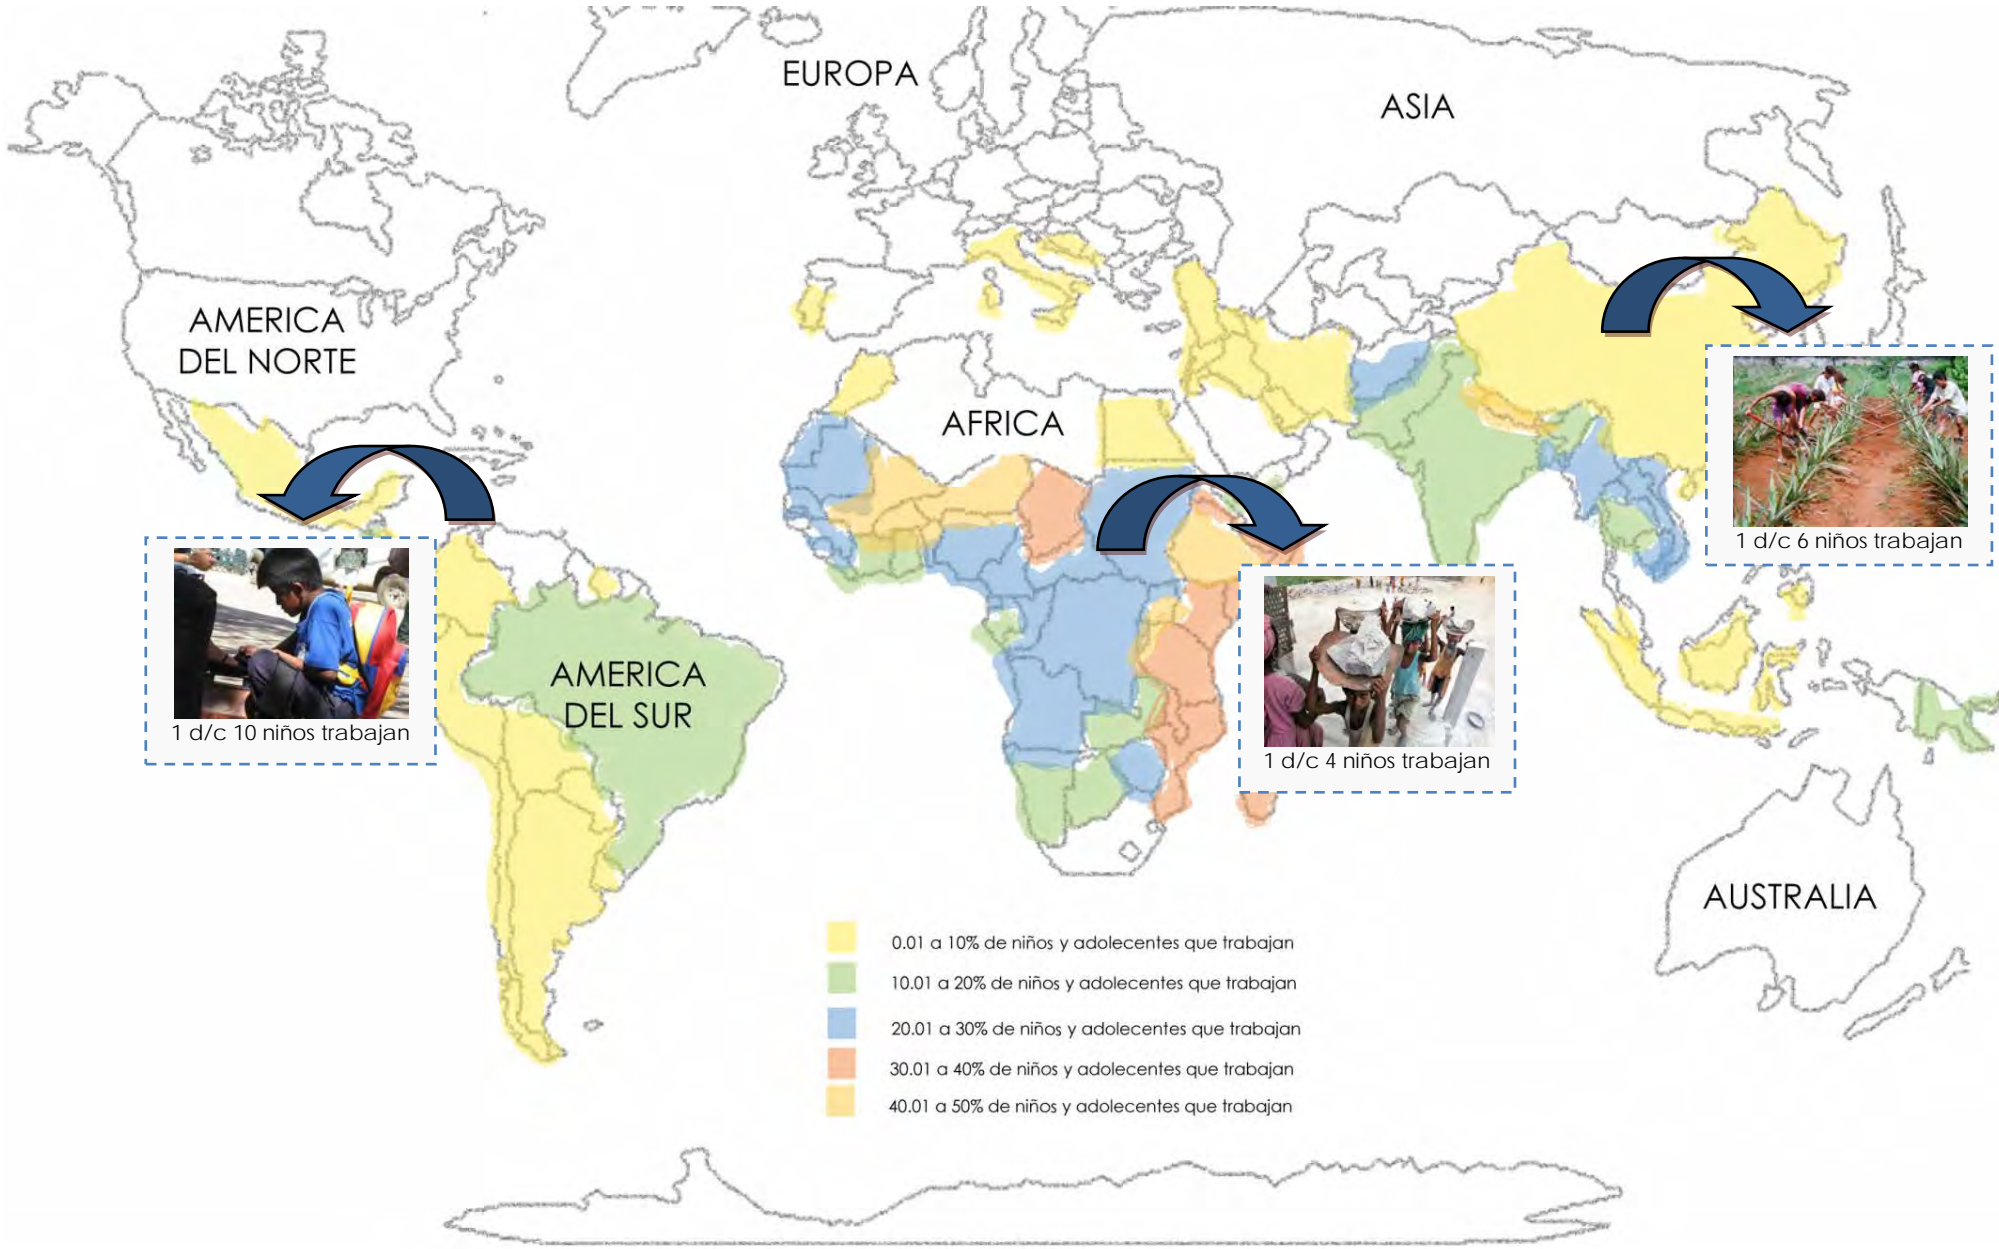 EUROPA
ASIA
AMERICA
DEL NORTE
AFRICA
1 d/c 6 niños trabajan
AMERICA
DEL SUR
1 d/c 10 niños trabajan
1 d/c 4 niños trabajan
AUSTRALIA
0.01 a 10% de niños y adolecentes que trabajan
10.01 a 20% de niños y adolecentes que trabajan
20.01 a 30% de niños y adolecentes que trabajan
30.01 a 40% de niños y adolecentes que trabajan
40.01 a 50% de niños y adolecentes que trabajan